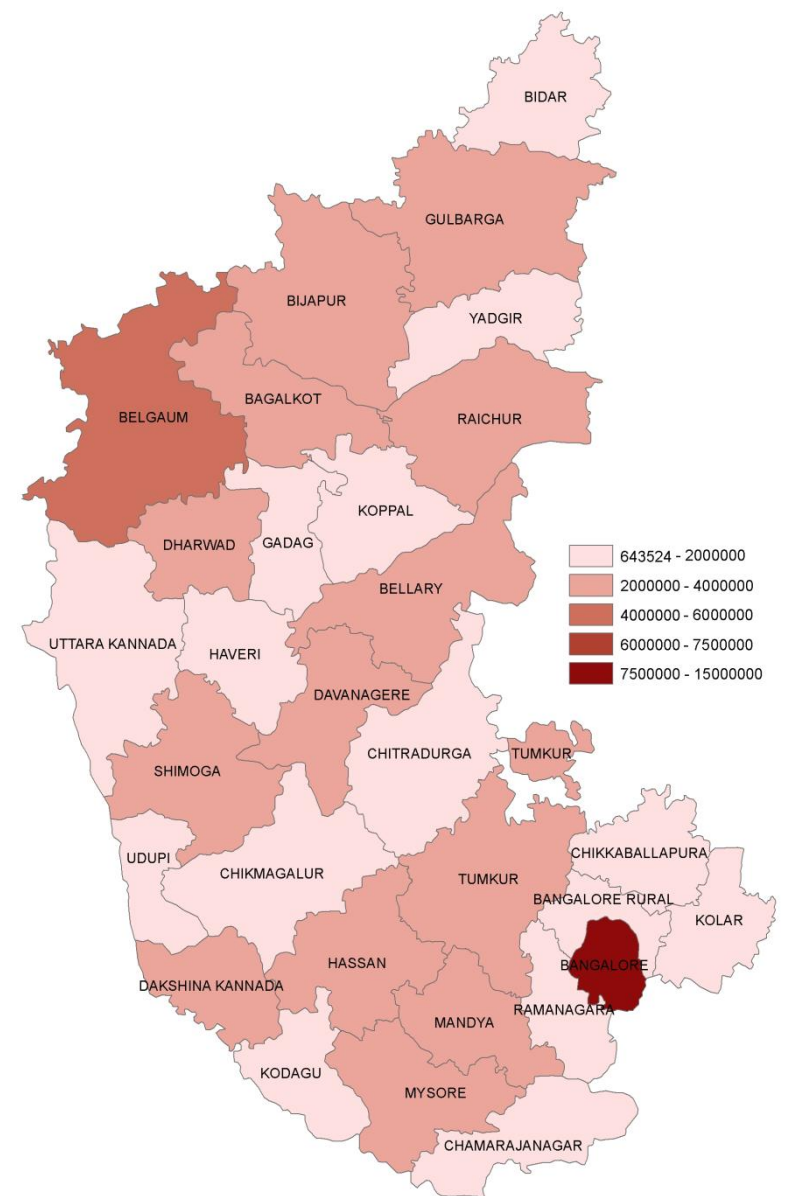 BIDAR
GULBARGA
BIJAPUR
YADGIR
BAGALKOT
BELGAUM
RAICHUR
KOPPAL
DHARWAD
GADAG
643524 - 2000000
2000000 - 4000000
4000000 - 6000000
6000000 - 7500000
7500000 - 15000000
BELLARY
UTTARA KANNADA
HAVERI
DAVANAGERE
CHITRADURGA
TUMKUR
SHIMOGA
UDUPI
CHIKMAGALUR
TUMKUR
CHIKKABALLAPURA
BANGALORE RURAL
KOLAR
HASSAN
BANGALORE
DAKSHINA KANNADA
RAMANAGARA
MANDYA
KODAGU
MYSORE
CHAMARAJANAGAR